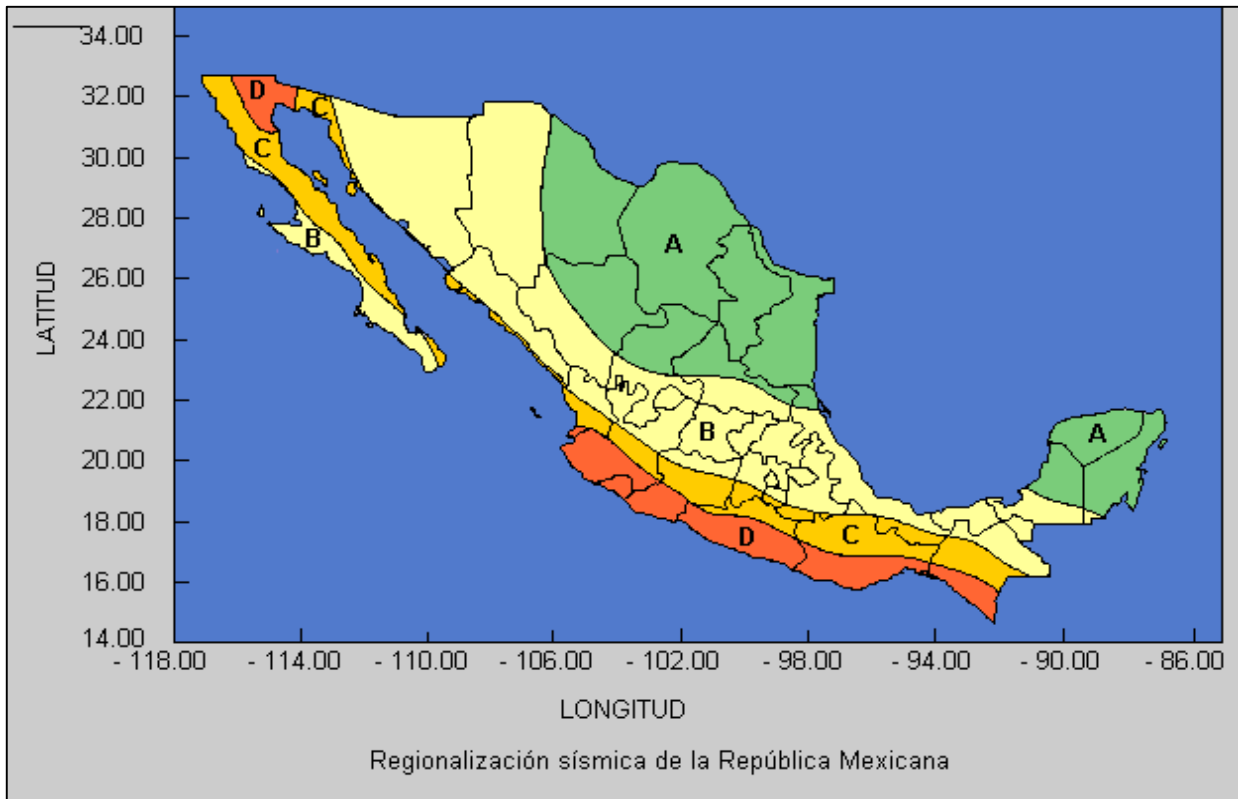 34.00
32.00
30.00
28.00
26.00
24.00
22.00
20.00
18.00
16.00
14.00
LATITUD
D
C
C
B
A
B
A
C
D
- 118.00 - 114.00 - 110.00 - 106.00 - 102.00 - 98.00 - 94.00 - 90.00 - 86.00
LONGITUD
Regionalización sísmica de la República Mexicana